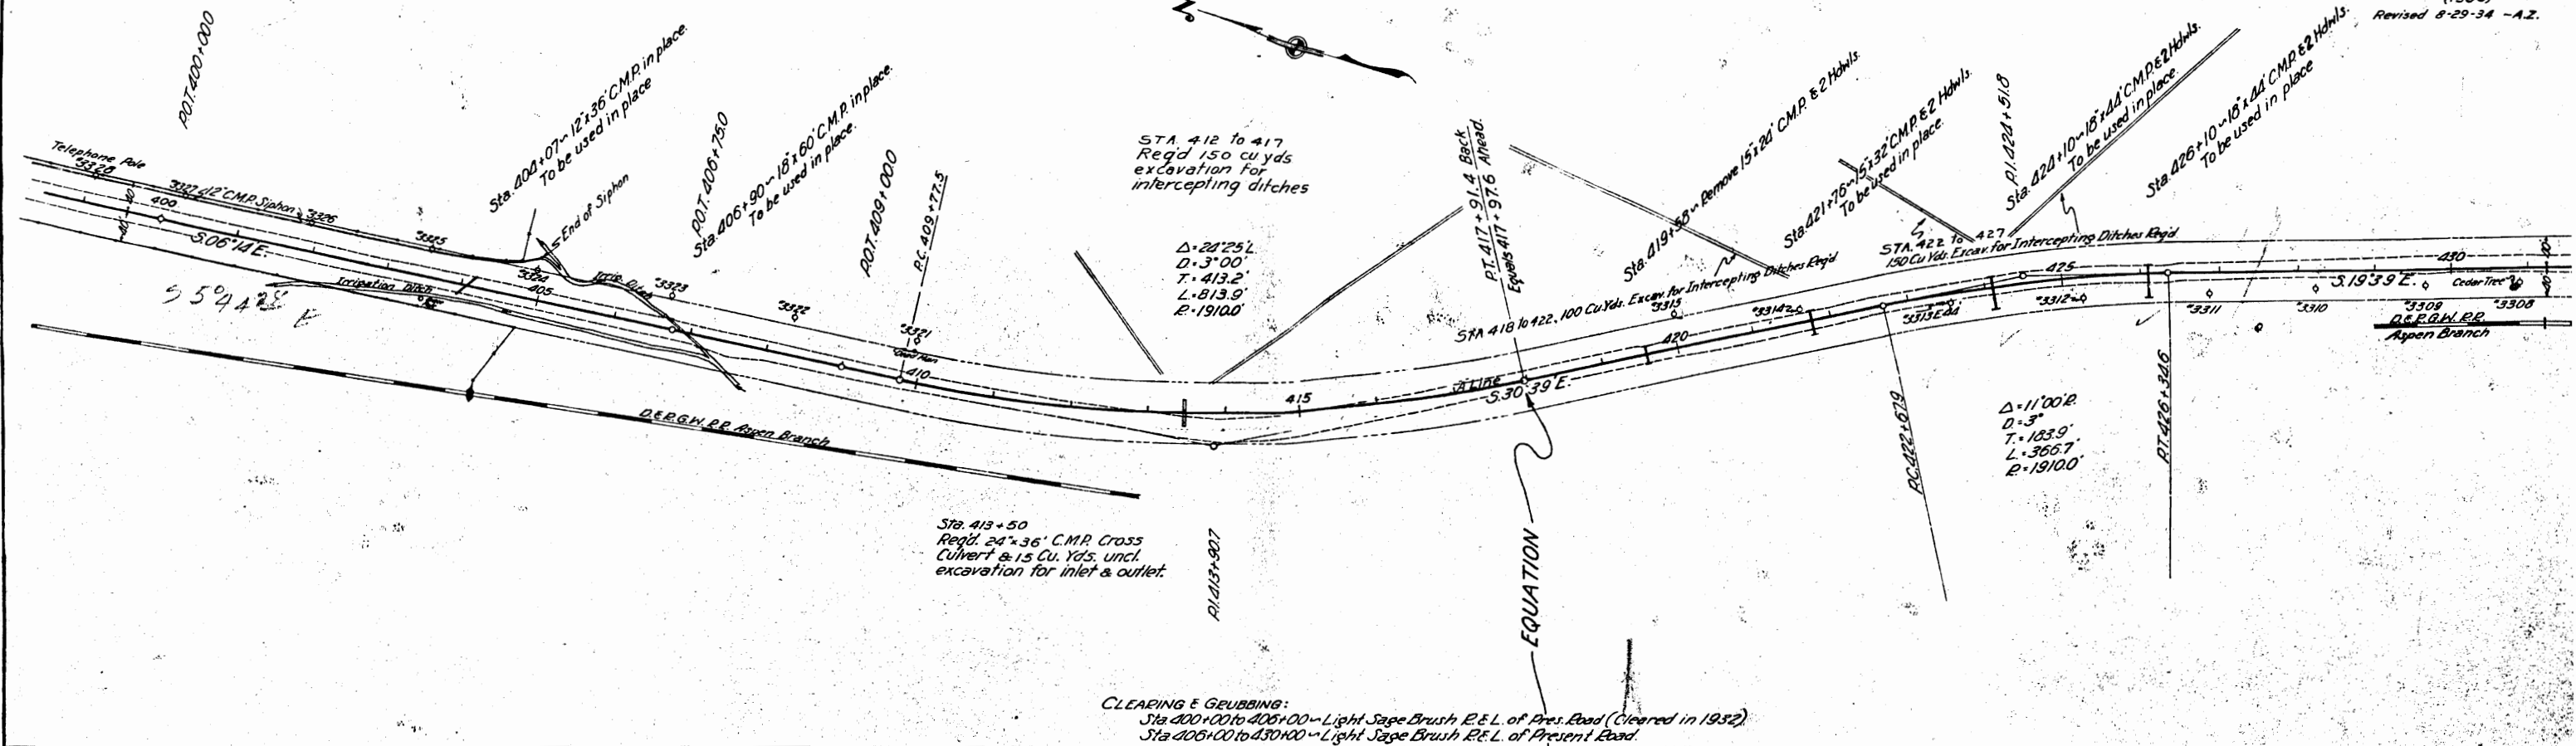 Revised 8-29-34 -A.Z.
P.O.T. 400+00.0
Sta. 404+07~12"x36' C.M.P. in place.
To be used in place
P.O.T. 406+75.0
Sta. 406+90~18"x60' C.M.P. in place.
To be used in place.
P.O.T. 409+00.0
P.C. 409+77.5
STA. 412 to 417
Req'd 150 cu yds
excavation for
intercepting ditches
Δ=24°25'L
D.=3°00'
T.=413.2'
L.=813.9'
R.=1910.0'
P.T. 417+91.4 Back
Equals 417+97.6 Ahead.
Sta. 419+58~Remove 15"x24' C.M.P. & 2 Hdwls.
Sta. 421+76~15"x32' C.M.P. & 2 Hdwls.
To be used in place.
P.I. 424+51.8
Sta. 424+10~18"x44' C.M.P. & 2 Hdwls.
To be used in place.
Sta. 426+10~18"x44' C.M.P. & 2 Hdwls.
To be used in place
Telephone Pole
*3328
3327
12" C.M.P. Siphon
3326
400
-40-
-40-
S.06°14'E.
*3325
End of Siphon
3324
405
Irrig. Ditch
*3323
Irrigation Ditch
*3322
*3321
Dead Man
410
415
A Line
S.30°39'E.
STA 418 to 422, 100 Cu.Yds. Excav. for Intercepting Ditches Req'd
*3315
420
*3314
STA. 422 to 427
150 Cu Yds. Excav. for Intercepting Ditches Req'd
*3313
425
*3312
*3311
*3310
S.19°39'E.
430
Cedar Tree
*3309
*3308
D.& R.G.W. R.R.
Aspen Branch
D.& R.G.W. R.R. Aspen Branch
Sta. 413+50
Req'd. 24"x36' C.M.P. Cross
Culvert & 15 Cu. Yds. uncl.
excavation for inlet & outlet.
P.I. 413+90.7
EQUATION
P.C. 422+67.9
Δ=11°00'R.
D.=3°
T.=183.9'
L.=366.7'
R.=1910.0'
P.T. 426+34.6
CLEARING & GRUBBING:
Sta 400+00 to 406+00~Light Sage Brush R.& L. of Pres. Road (Cleared in 1932)
Sta 406+00 to 430+00~Light Sage Brush R.& L. of Present Road.